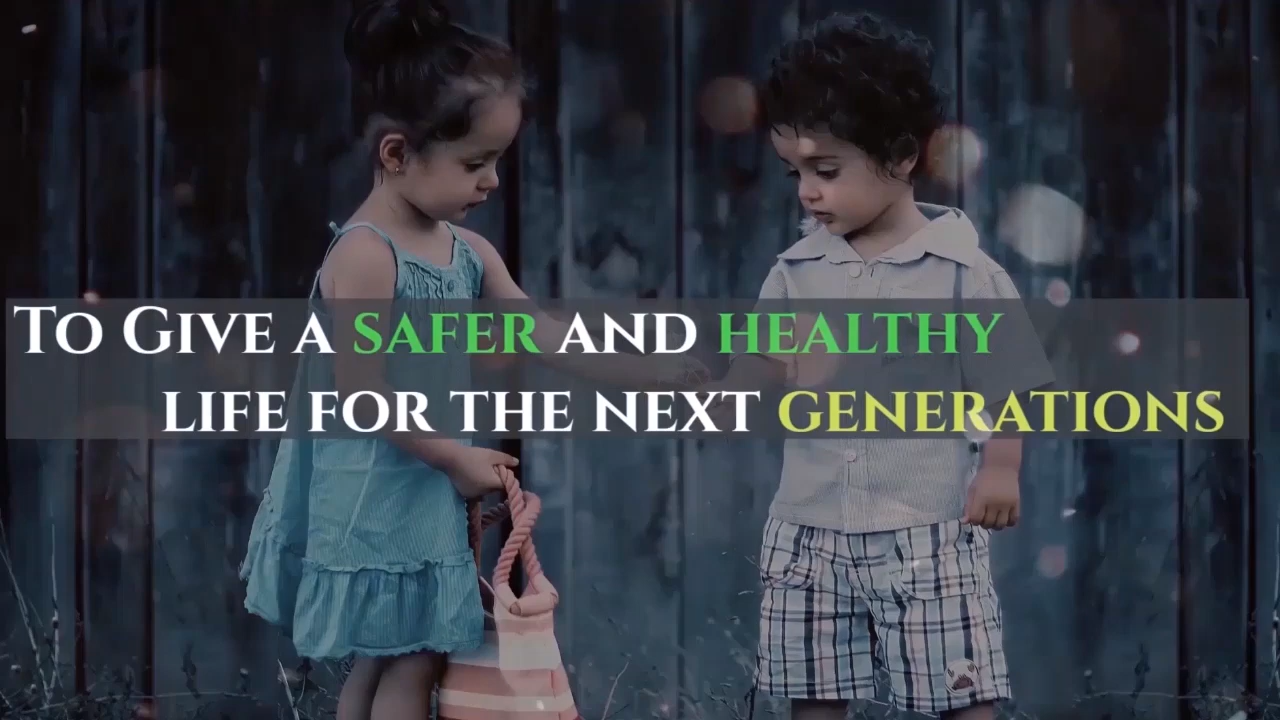 To Give a safer and healthy
life for the next generations